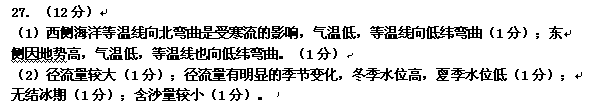 27. （12分）
（1）西侧海洋等温线向北弯曲是受寒流的影响，气温低，等温线向低纬弯曲（1分）；东
侧因地势高，气温低，等温线也向低纬弯曲。（1分）
（2）径流量较大（1分）；径流量有明显的季节变化，冬季水位高，夏季水位低（1分）；
无结冰期（1分）；含沙量较小（1分）。